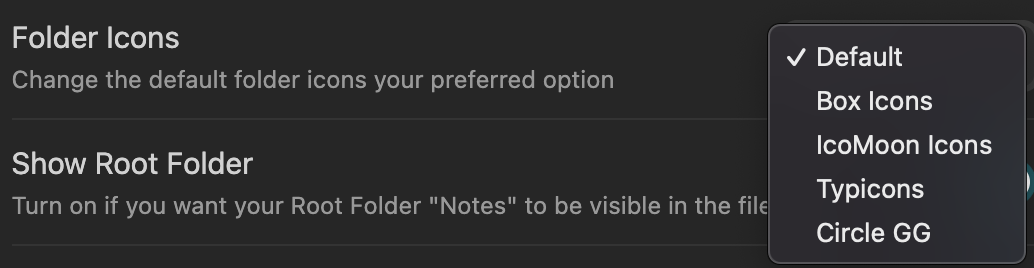 Folder Icons
Change the default folder icons your preferred option
Show Root Folder
Turn on if you want your Root Folder "Notes" to be visible in the file
✓ Default
Box Icons
IcoMoon Icons
Typicons
Circle GG